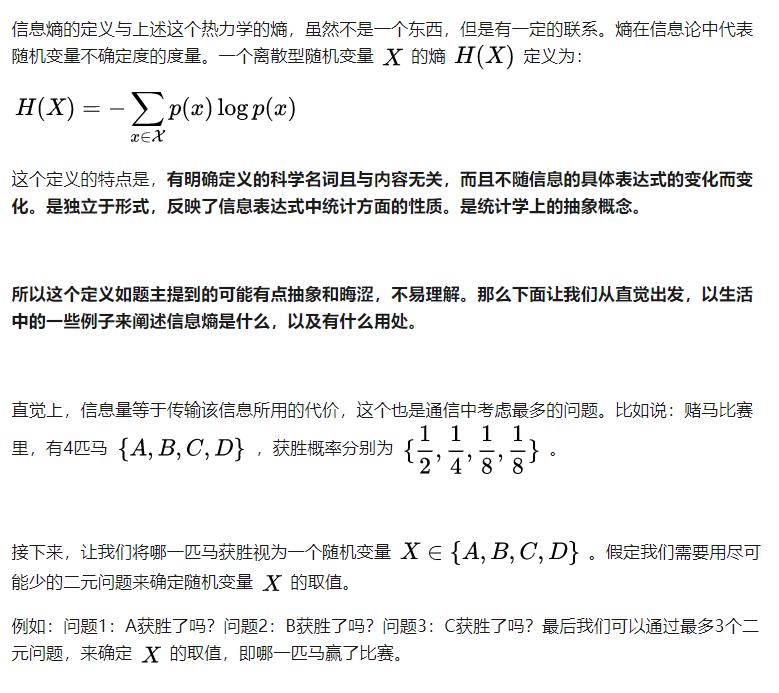 信息熵的定义与上述这个热力学的熵，虽然不是一个东西，但是有一定的联系。熵在信息论中代表
随机变量不确定度的度量。一个离散型随机变量 X 的熵 H(X) 定义为：
H(X) = − ∑_{x∈𝒳} p(x) log p(x)
这个定义的特点是，有明确定义的科学名词且与内容无关，而且不随信息的具体表达式的变化而变
化。是独立于形式，反映了信息表达式中统计方面的性质。是统计学上的抽象概念。
所以这个定义如题主提到的可能有点抽象和晦涩，不易理解。那么下面让我们从直觉出发，以生活
中的一些例子来阐述信息熵是什么，以及有什么用处。
直觉上，信息量等于传输该信息所用的代价，这个也是通信中考虑最多的问题。比如说：赌马比赛
里，有4匹马 {A, B, C, D} ，获胜概率分别为 {1/2, 1/4, 1/8, 1/8} 。
接下来，让我们将哪一匹马获胜视为一个随机变量 X ∈ {A, B, C, D} 。假定我们需要用尽可
能少的二元问题来确定随机变量 X 的取值。
例如：问题1：A获胜了吗？问题2：B获胜了吗？问题3：C获胜了吗？最后我们可以通过最多3个二
元问题，来确定 X 的取值，即哪一匹马赢了比赛。